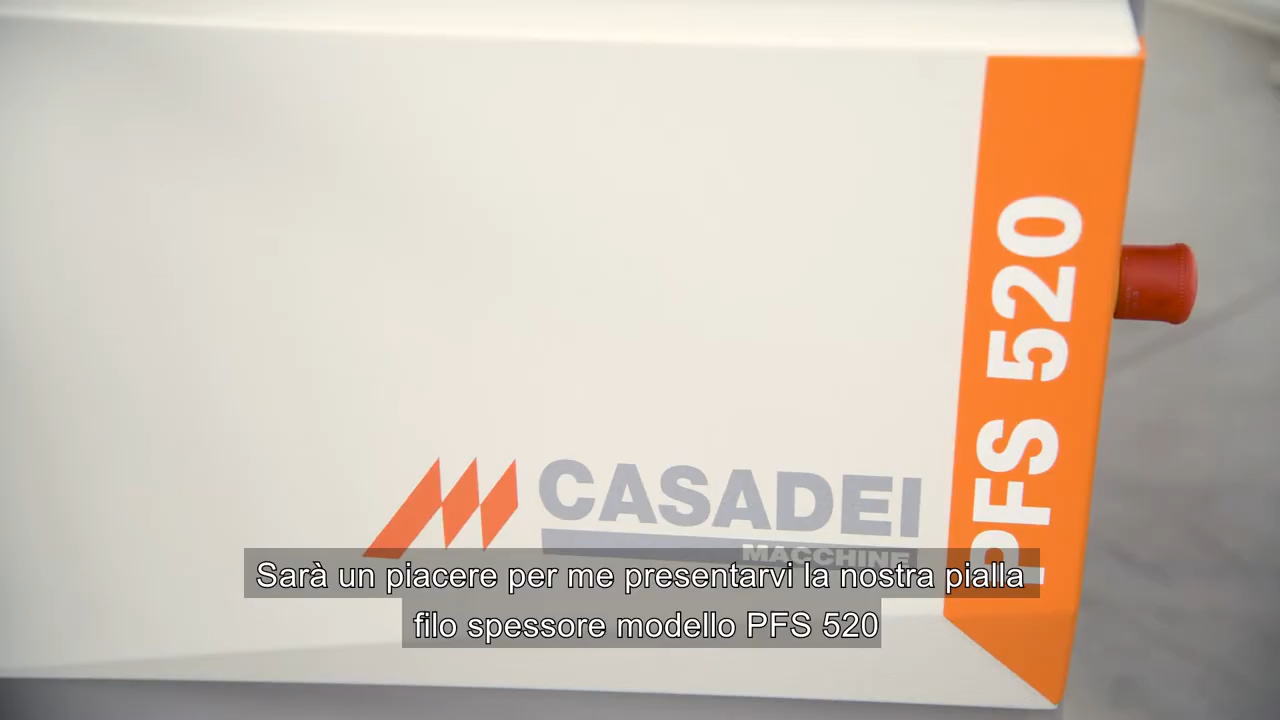 PFS 520
CASADEI
MACCHINE
Sarà un piacere per me presentarvi la nostra pialla
filo spessore modello PFS 520